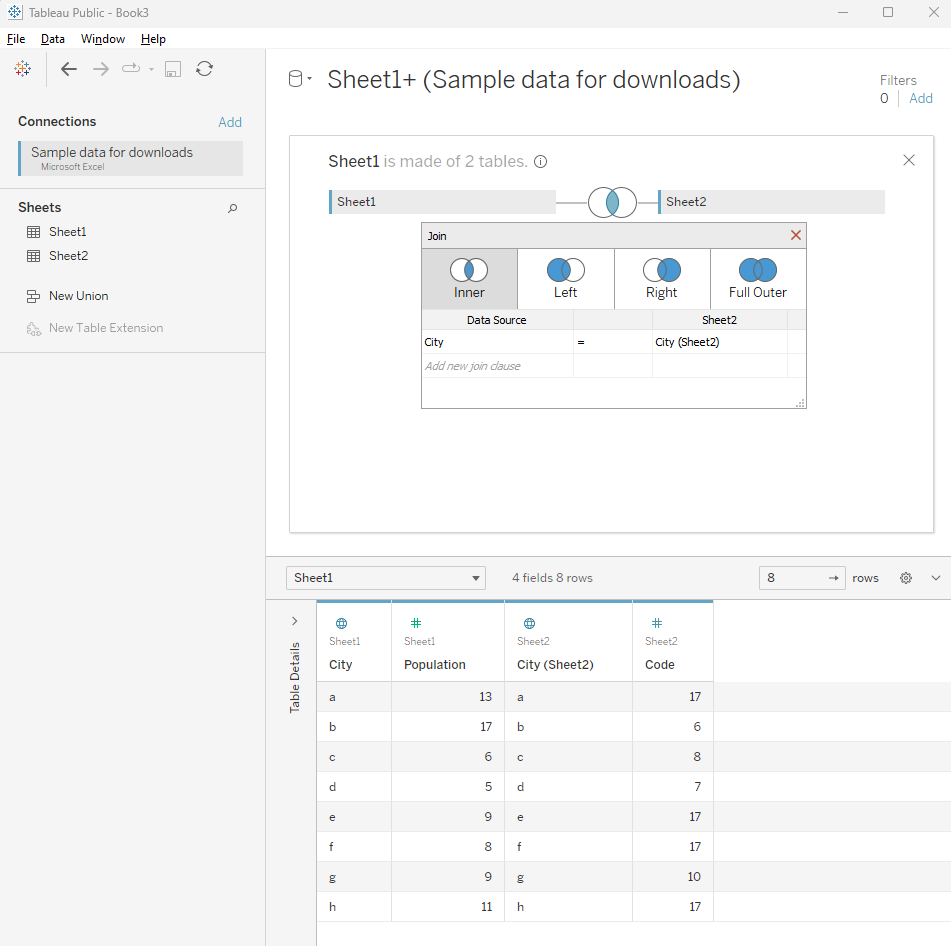 Tableau Public - Book3
File Data Window Help
Connections Add
Sample data for downloads
Microsoft Excel
Sheets
Sheet1
Sheet2
New Union
New Table Extension
Sheet1+ (Sample data for downloads)
Filters
0 Add
Sheet1 is made of 2 tables.
Sheet1 Sheet2
Join
Inner Left Right Full Outer
Data Source Sheet2
City = City (Sheet2)
Add new join clause
Sheet1 4 fields 8 rows 8 → rows
Table Details
Sheet1 Sheet1 Sheet2 Sheet2
City Population City (Sheet2) Code
a 13 a 17
b 17 b 6
c 6 c 8
d 5 d 7
e 9 e 17
f 8 f 17
g 9 g 10
h 11 h 17